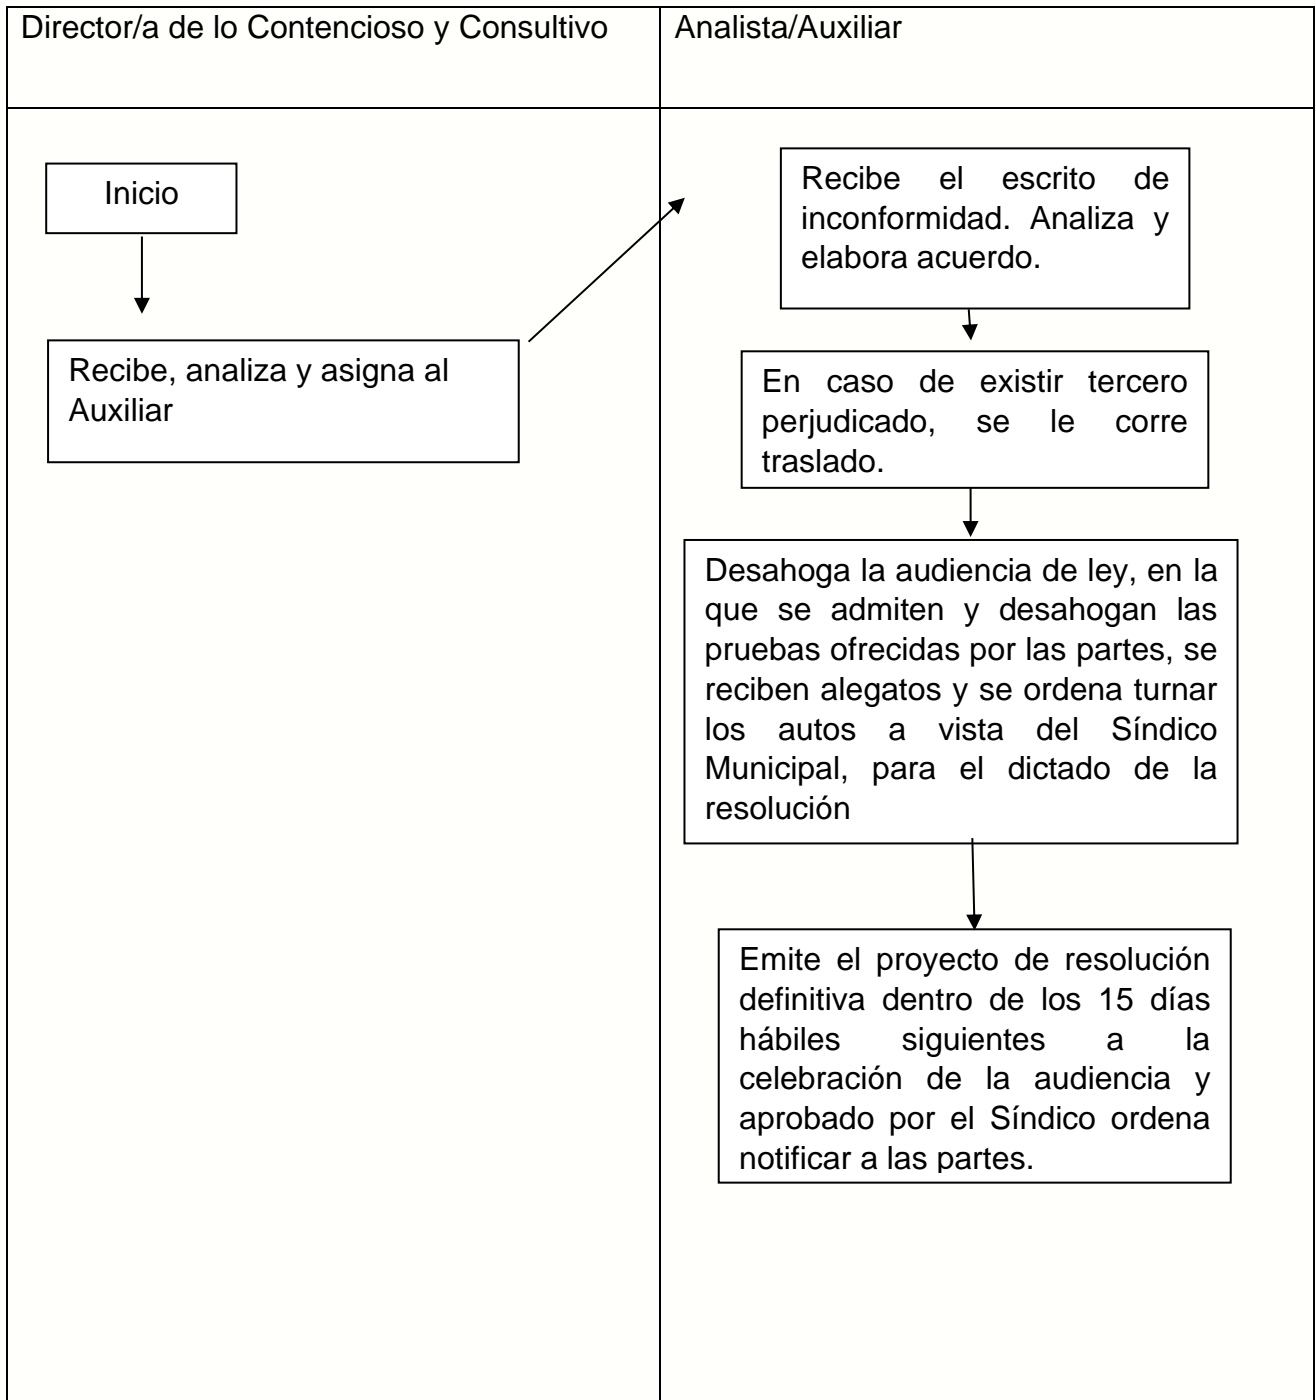 Director/a de lo Contencioso y Consultivo
Analista/Auxiliar
Inicio
Recibe, analiza y asigna al
Auxiliar
Recibe el escrito de
inconformidad. Analiza y
elabora acuerdo.
En caso de existir tercero
perjudicado, se le corre
traslado.
Desahoga la audiencia de ley, en la
que se admiten y desahogan las
pruebas ofrecidas por las partes, se
reciben alegatos y se ordena turnar
los autos a vista del Síndico
Municipal, para el dictado de la
resolución
Emite el proyecto de resolución
definitiva dentro de los 15 días
hábiles siguientes a la
celebración de la audiencia y
aprobado por el Síndico ordena
notificar a las partes.